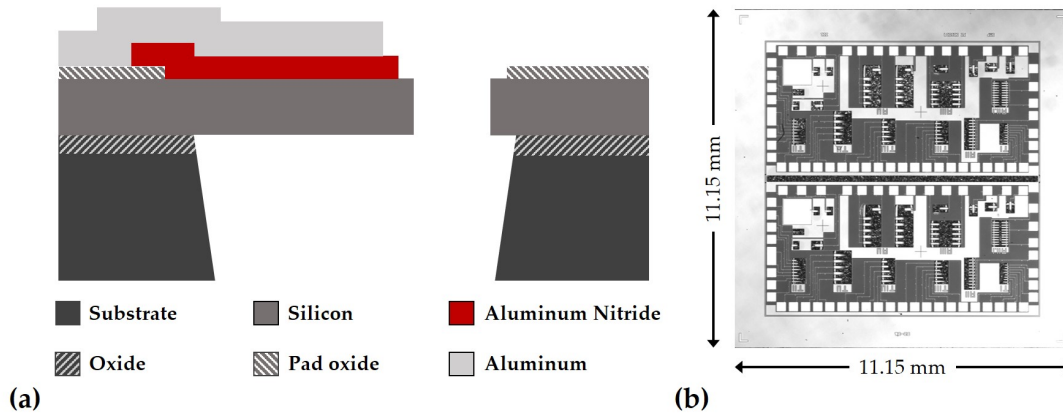 Substrate
Silicon
Aluminum Nitride
Oxide
Pad oxide
Aluminum
(a)
11.15 mm
11.15 mm
(b)